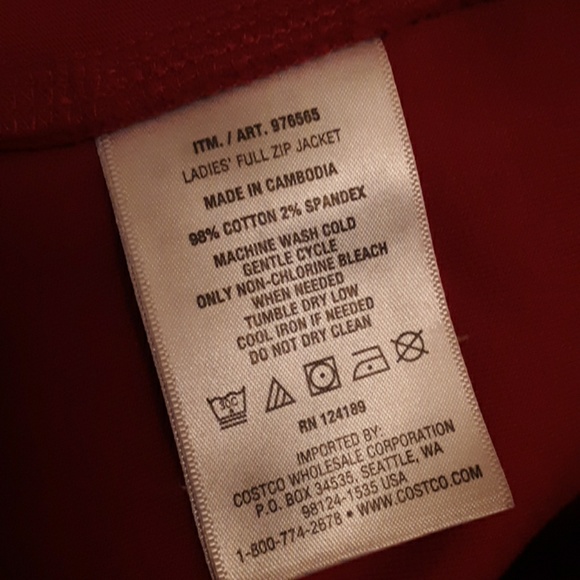 ITM. / ART. 976565
LADIES' FULL ZIP JACKET
MADE IN CAMBODIA
98% COTTON 2% SPANDEX
MACHINE WASH COLD
GENTLE CYCLE
ONLY NON-CHLORINE BLEACH
WHEN NEEDED
TUMBLE DRY LOW
COOL IRON IF NEEDED
DO NOT DRY CLEAN
30C
RN 124189
IMPORTED BY:
COSTCO WHOLESALE CORPORATION
P.O. BOX 34535, SEATTLE, WA
98124-1535 USA
1-800-774-2678 • WWW.COSTCO.COM